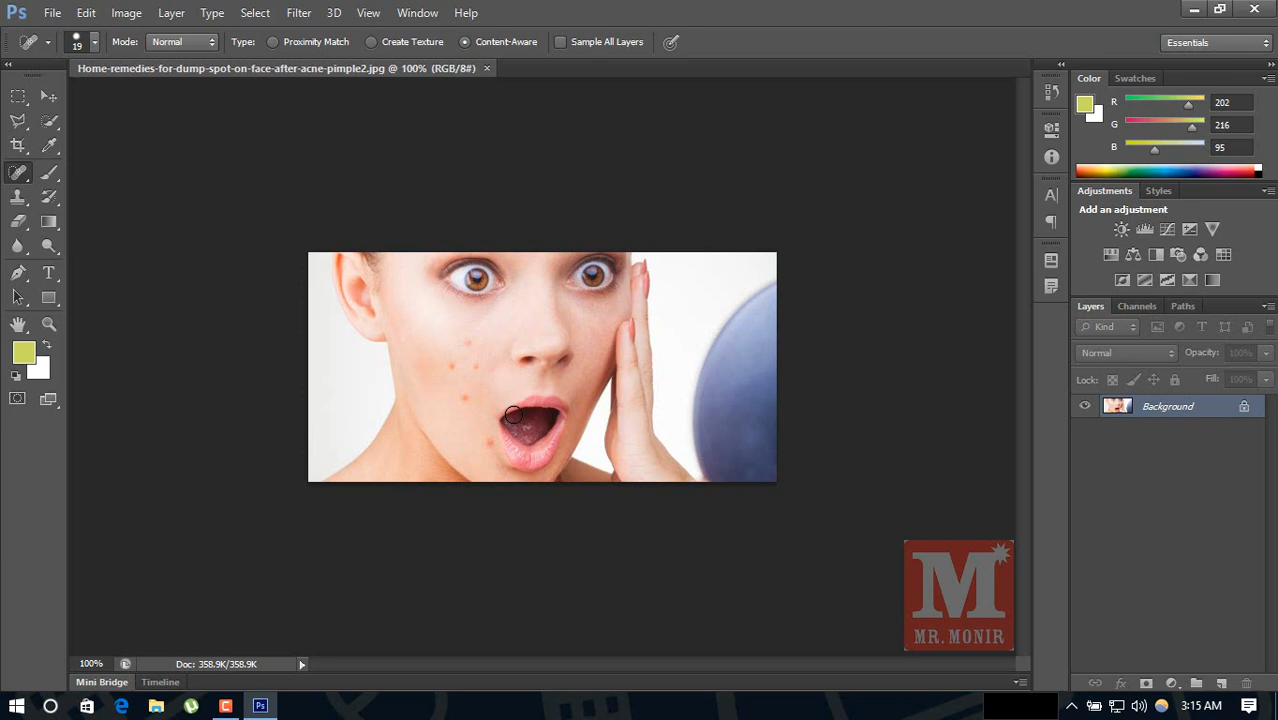 Ps File Edit Image Layer Type Select Filter 3D View Window Help
19 Mode: Normal Type: Proximity Match Create Texture Content-Aware Sample All Layers Essentials
Home-remedies-for-dump-spot-on-face-after-acne-pimple2.jpg @ 100% (RGB/8#) ×
Color Swatches
R 202
G 216
B 95
Adjustments Styles
Add an adjustment
Layers Channels Paths
Kind
Normal Opacity: 100%
Lock: Fill: 100%
Background
M
MR. MONIR
100% Doc: 358.9K/358.9K
Mini Bridge Timeline
3:15 AM